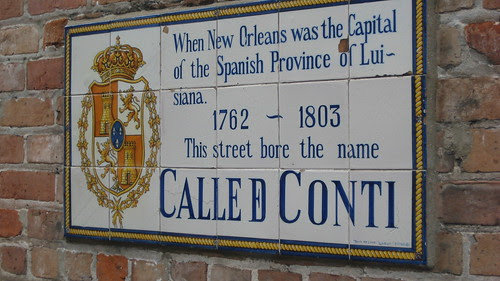 When New Orleans was the Capital
of the Spanish Province of Lui-
siana.
1762 ~ 1803
This street bore the name
CALLE D CONTI